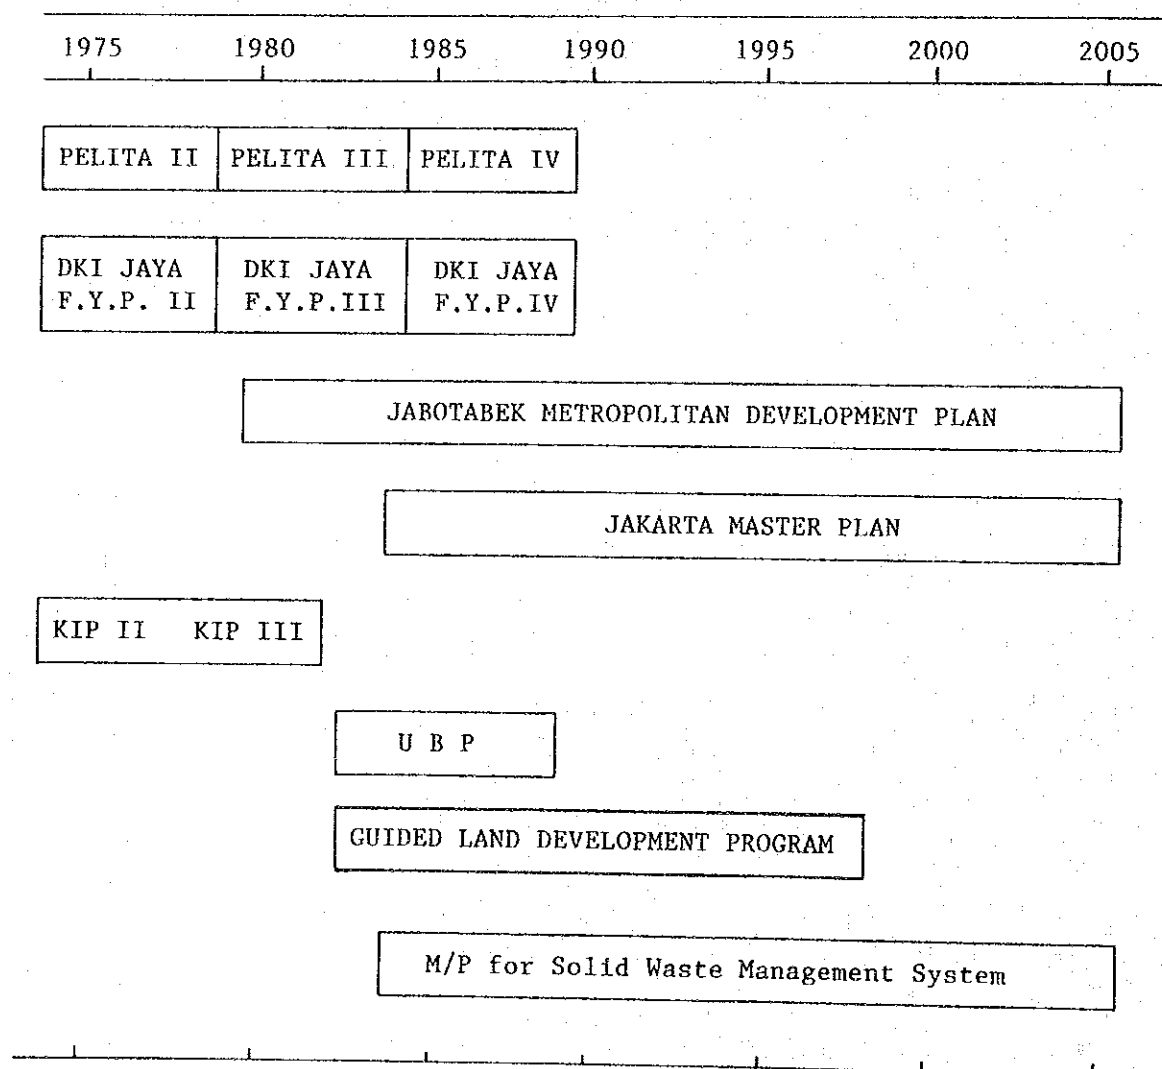 1975 1980 1985 1990 1995 2000 2005
PELITA II PELITA III PELITA IV
DKI JAYA DKI JAYA DKI JAYA
F.Y.P. II F.Y.P.III F.Y.P.IV
JABOTABEK METROPOLITAN DEVELOPMENT PLAN
JAKARTA MASTER PLAN
KIP II KIP III
U B P
GUIDED LAND DEVELOPMENT PROGRAM
M/P for Solid Waste Management System